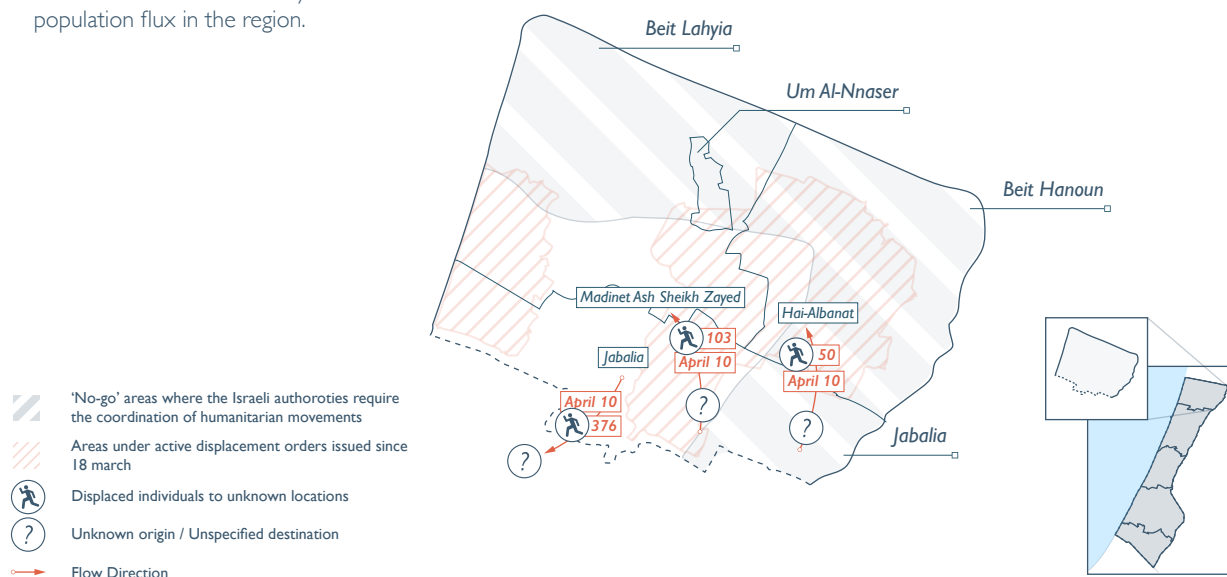 population flux in the region.
Beit Lahyia
Um Al-Nnaser
Beit Hanoun
Madinet Ash Sheikh Zayed
Hai-Albanat
103
April 10
50
April 10
Jabalia
April 10
376
?
?
?
Jabalia
‘No-go’ areas where the Israeli authoroties require
the coordination of humanitarian movements
Areas under active displacement orders issued since
18 march
Displaced individuals to unknown locations
?
Unknown origin / Unspecified destination
Flow Direction